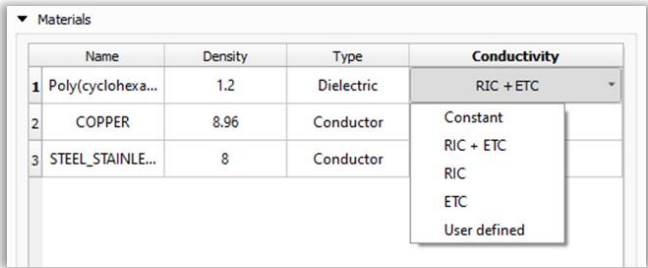 Materials
Name Density Type Conductivity
1 Poly(cyclohexa... 1.2 Dielectric RIC + ETC
2 COPPER 8.96 Conductor
3 STEEL_STAINLE... 8 Conductor
Constant
RIC + ETC
RIC
ETC
User defined